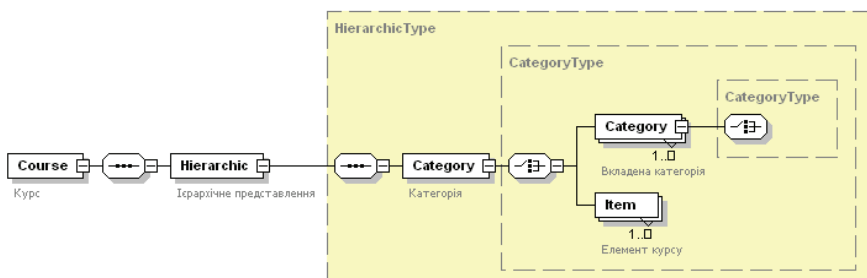 HierarchicType
CategoryType
CategoryType
Category
1..
Вкладена категорія
Course
Курс
Hierarchic
Ієрархічне представлення
Category
Категорія
Item
1..
Елемент курсу